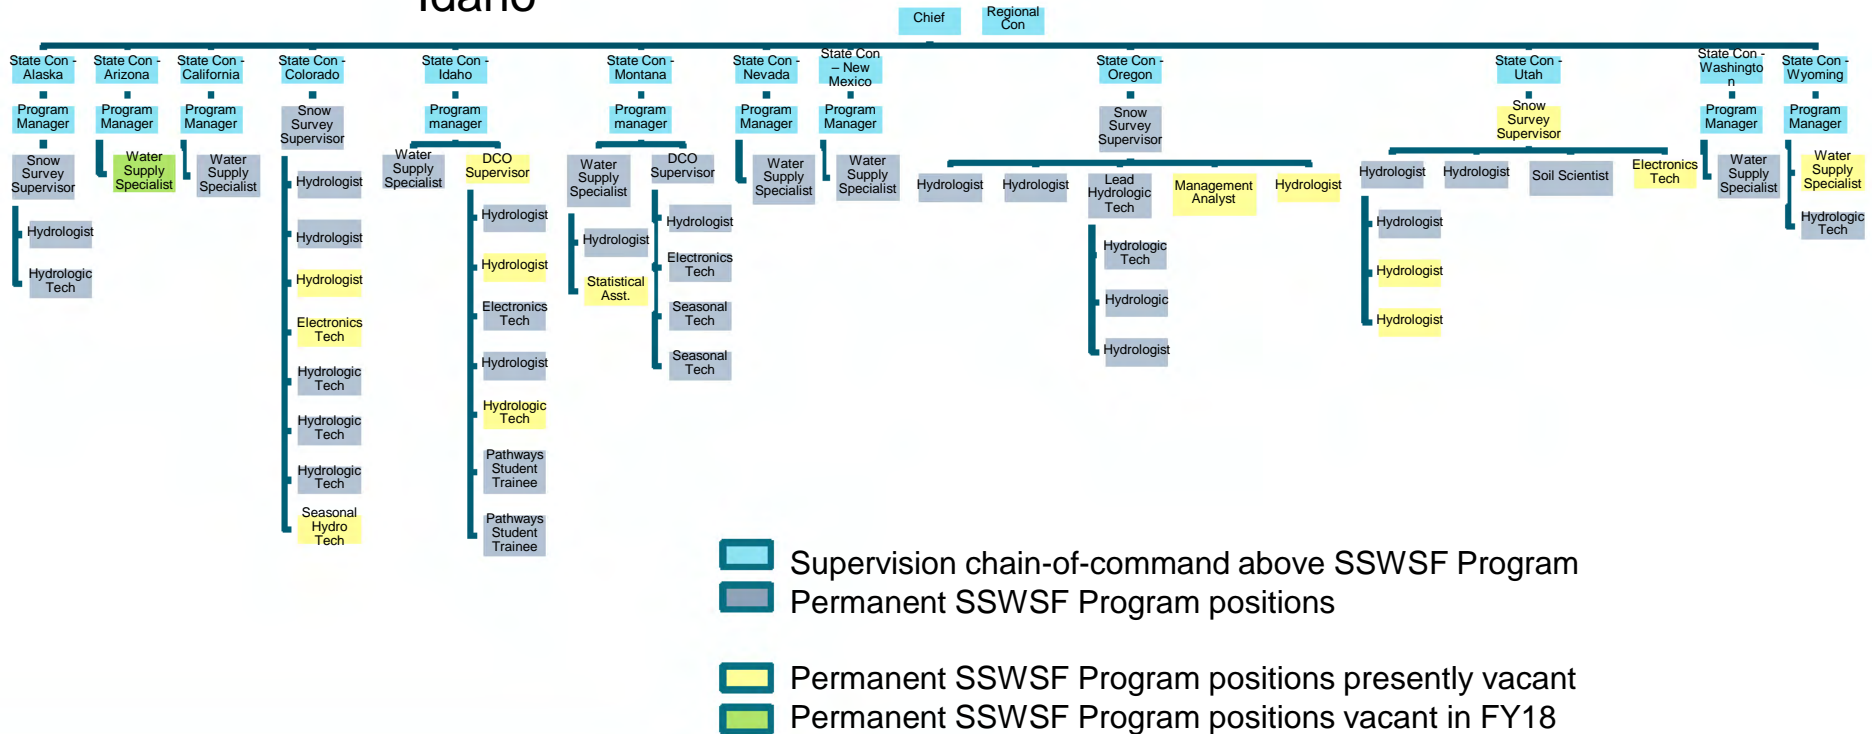 Idaho
Chief
Regional
Con
State Con -
Alaska
State Con -
Arizona
State Con -
California
State Con -
Colorado
State Con -
Idaho
State Con -
Montana
State Con -
Nevada
State Con
– New
Mexico
State Con -
Oregon
State Con -
Utah
State Con -
Washingto
n
State Con -
Wyoming
Program
Manager
Program
Manager
Program
Manager
Snow
Survey
Supervisor
Program
manager
Program
manager
Program
Manager
Program
Manager
Snow
Survey
Supervisor
Snow
Survey
Supervisor
Program
Manager
Program
Manager
Snow
Survey
Supervisor
Hydrologist
Hydrologic
Tech
Water
Supply
Specialist
Water
Supply
Specialist
Hydrologist
Hydrologist
Hydrologist
Electronics
Tech
Hydrologic
Tech
Hydrologic
Tech
Hydrologic
Tech
Seasonal
Hydro
Tech
Water
Supply
Specialist
DCO
Supervisor
Hydrologist
Hydrologist
Electronics
Tech
Hydrologist
Hydrologic
Tech
Pathways
Student
Trainee
Pathways
Student
Trainee
Water
Supply
Specialist
Hydrologist
Statistical
Asst.
DCO
Supervisor
Hydrologist
Electronics
Tech
Seasonal
Tech
Seasonal
Tech
Water
Supply
Specialist
Water
Supply
Specialist
Hydrologist
Hydrologist
Lead
Hydrologic
Tech
Management
Analyst
Hydrologist
Hydrologic
Tech
Hydrologic
Hydrologist
Hydrologist
Hydrologist
Soil Scientist
Electronics
Tech
Hydrologist
Hydrologist
Hydrologist
Water
Supply
Specialist
Water
Supply
Specialist
Hydrologic
Tech
Supervision chain-of-command above SSWSF Program
Permanent SSWSF Program positions
Permanent SSWSF Program positions presently vacant
Permanent SSWSF Program positions vacant in FY18